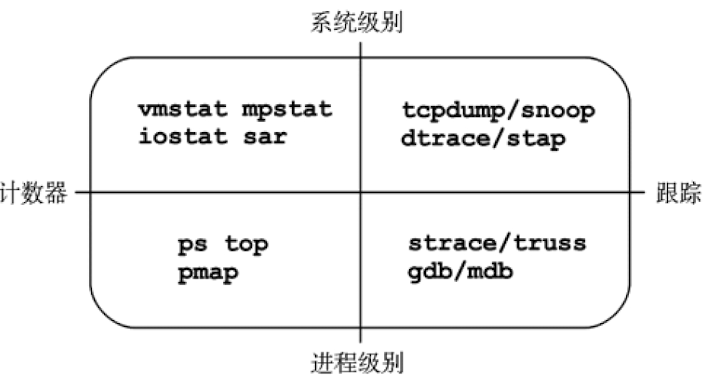 系统级别
vmstat mpstat
iostat sar
tcpdump/snoop
dtrace/stap
计数器
跟踪
ps top
pmap
strace/truss
gdb/mdb
进程级别